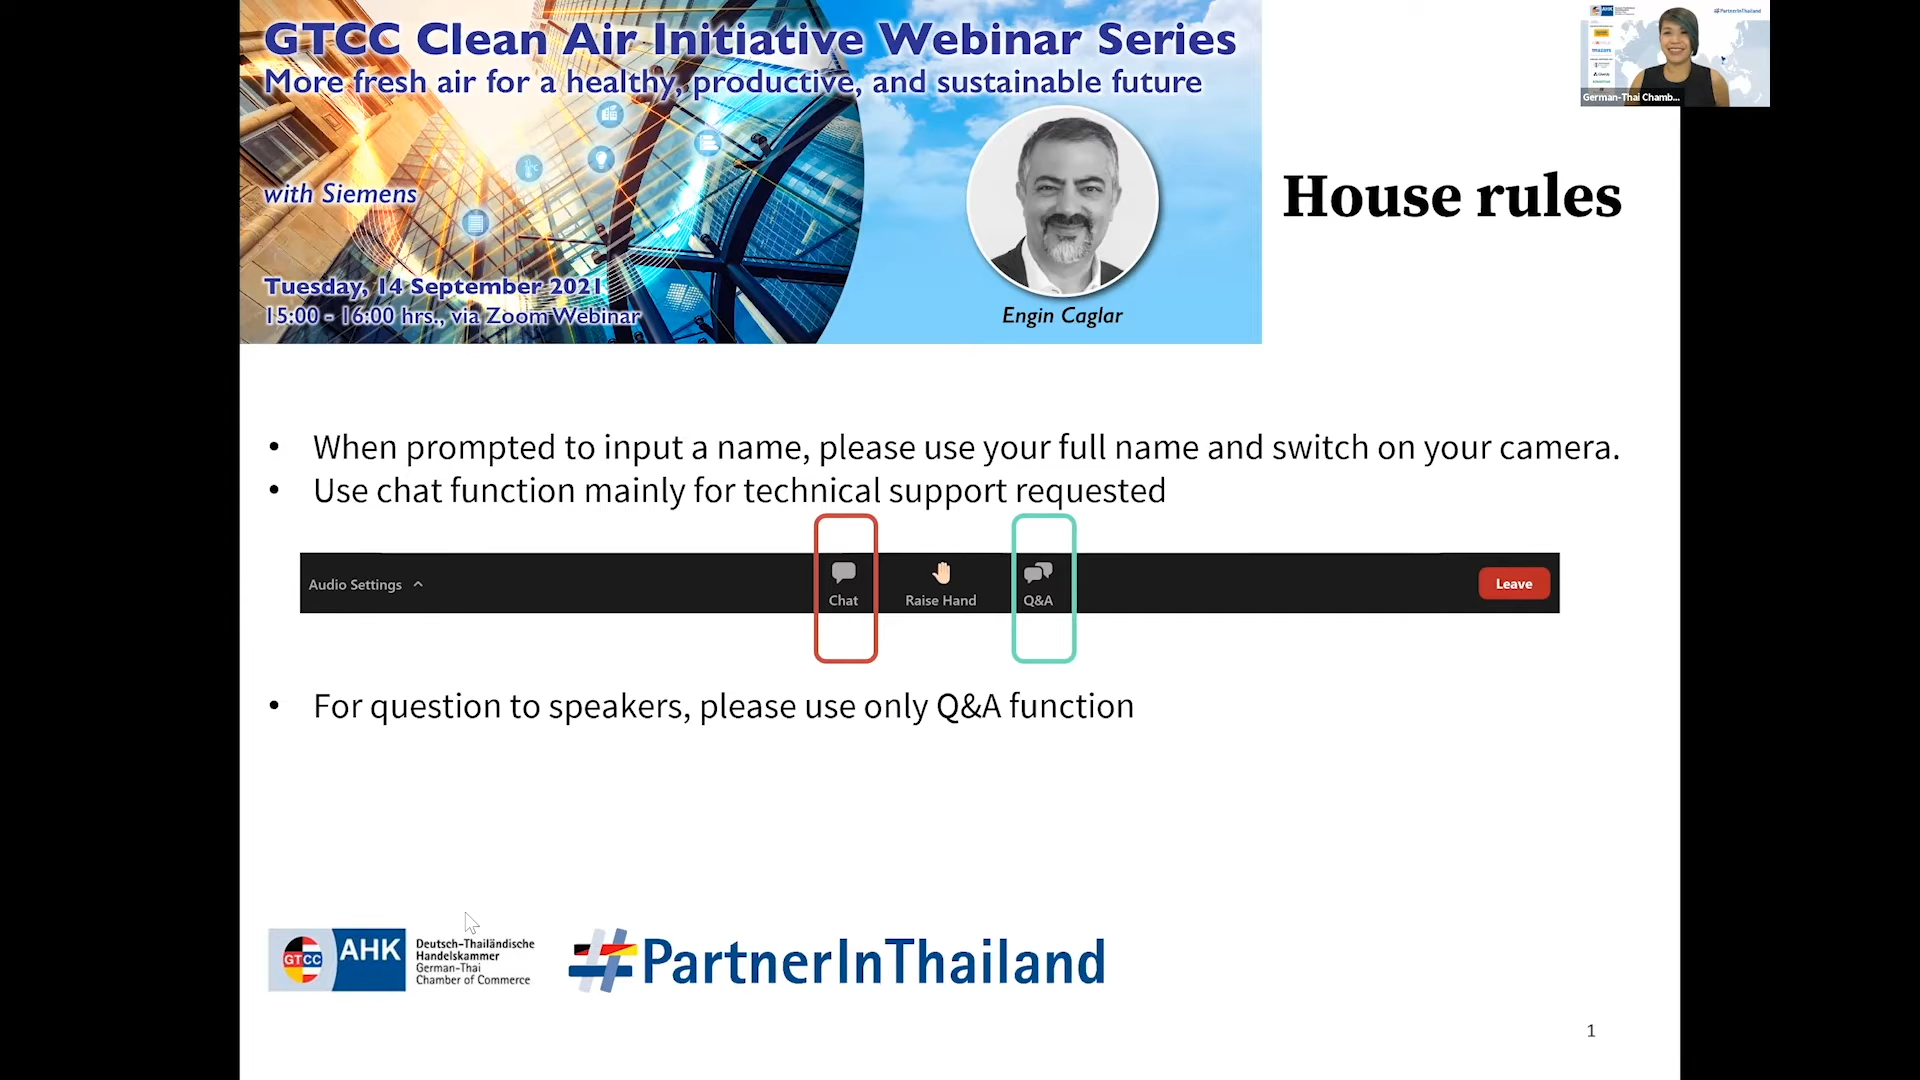 GTCC Clean Air Initiative Webinar Series
More fresh air for a healthy, productive, and sustainable future
with Siemens
Tuesday, 14 September 2021
15:00 - 16:00 hrs., via Zoom Webinar
Engin Caglar
House rules
AHK
#PartnerInThailand
German-Thai Chamb...
• When prompted to input a name, please use your full name and switch on your camera.
• Use chat function mainly for technical support requested
Audio Settings
Chat
Raise Hand
Q&A
Leave
• For question to speakers, please use only Q&A function
GTCC
AHK
Deutsch-Thailändische
Handelskammer
German-Thai
Chamber of Commerce
#PartnerInThailand
1